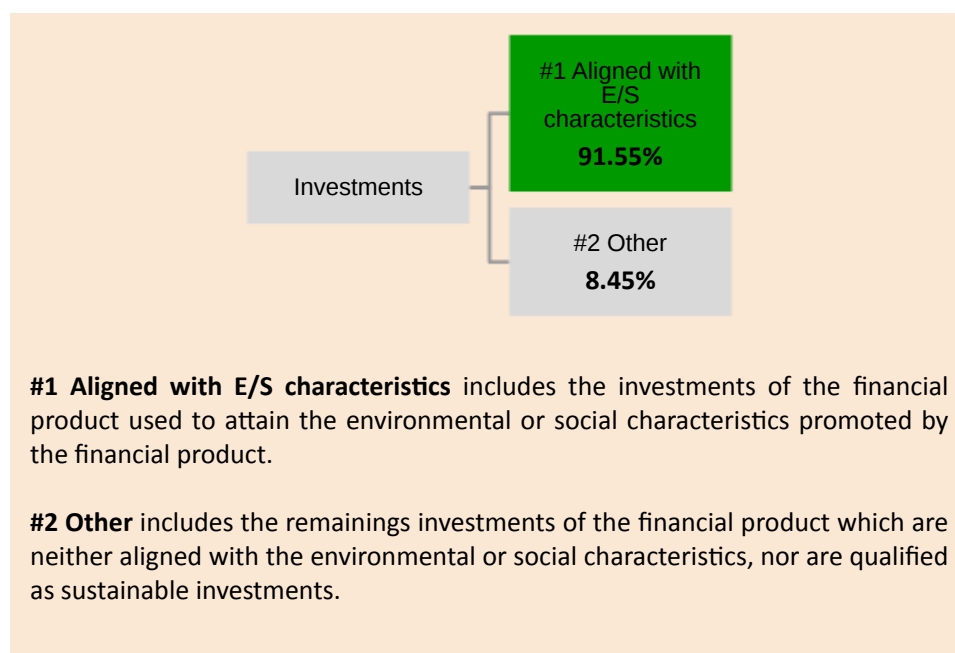 #1 Aligned with
E/S
characteristics
91.55%
Investments
#2 Other
8.45%
#1 Aligned with E/S characteristics includes the investments of the financial
product used to attain the environmental or social characteristics promoted by
the financial product.
#2 Other includes the remainings investments of the financial product which are
neither aligned with the environmental or social characteristics, nor are qualified
as sustainable investments.